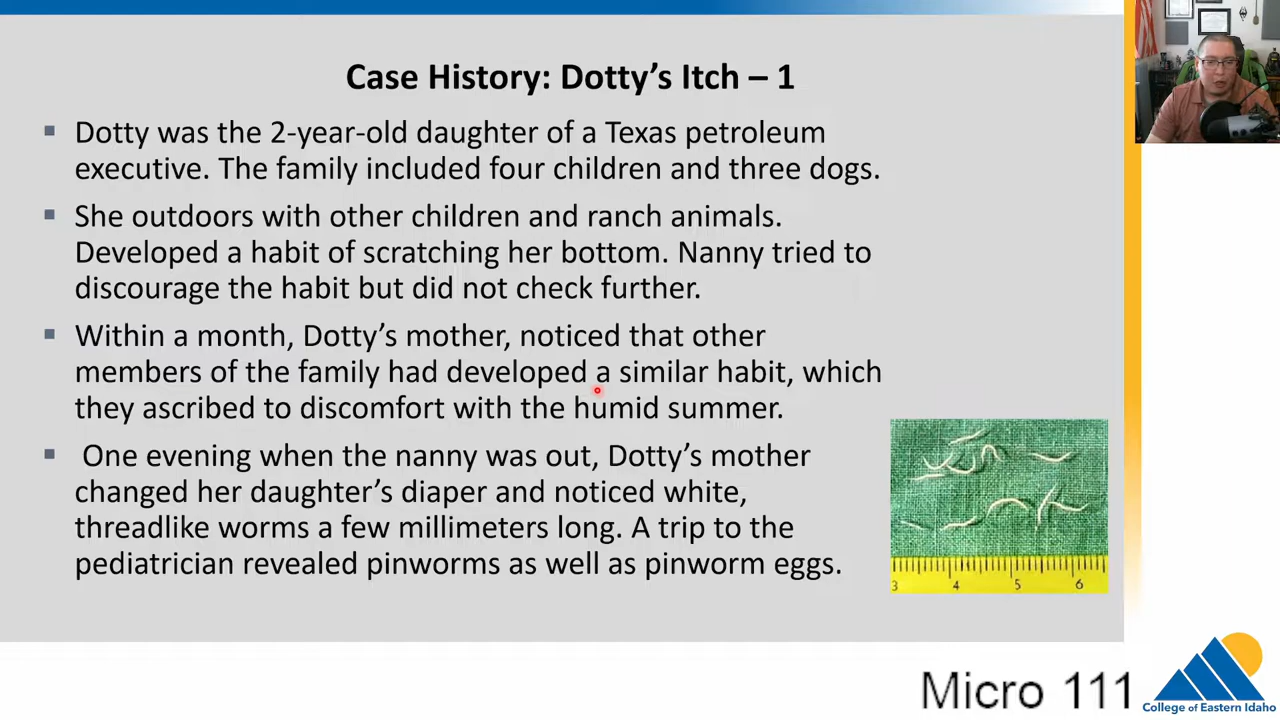 Case History: Dotty’s Itch – 1
▪ Dotty was the 2-year-old daughter of a Texas petroleum
executive. The family included four children and three dogs.
▪ She outdoors with other children and ranch animals.
Developed a habit of scratching her bottom. Nanny tried to
discourage the habit but did not check further.
▪ Within a month, Dotty’s mother, noticed that other
members of the family had developed a similar habit, which
they ascribed to discomfort with the humid summer.
▪ One evening when the nanny was out, Dotty’s mother
changed her daughter’s diaper and noticed white,
threadlike worms a few millimeters long. A trip to the
pediatrician revealed pinworms as well as pinworm eggs.
3 4 5 6
Micro 111
College of Eastern Idaho